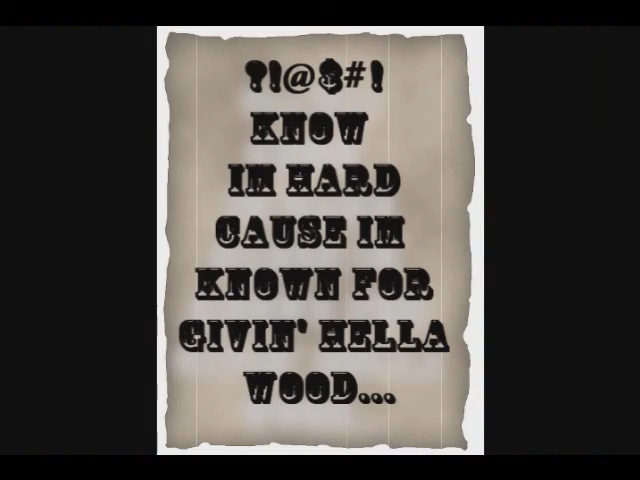 ?!@$#!
KNOW
IM HARD
CAUSE IM
KNOWN FOR
GIVIN' HELLA
WOOD...